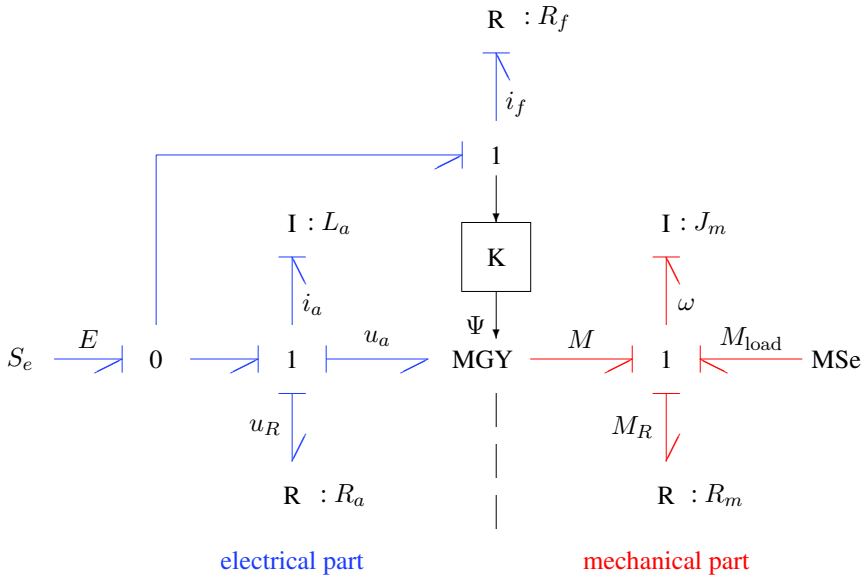 R : R_f
i_f
1
I : L_a
I : J_m
K
i_a
ω
Ψ
S_e E 0 1 u_a MGY M 1 M_load MSe
u_R
M_R
R : R_a
R : R_m
electrical part
mechanical part